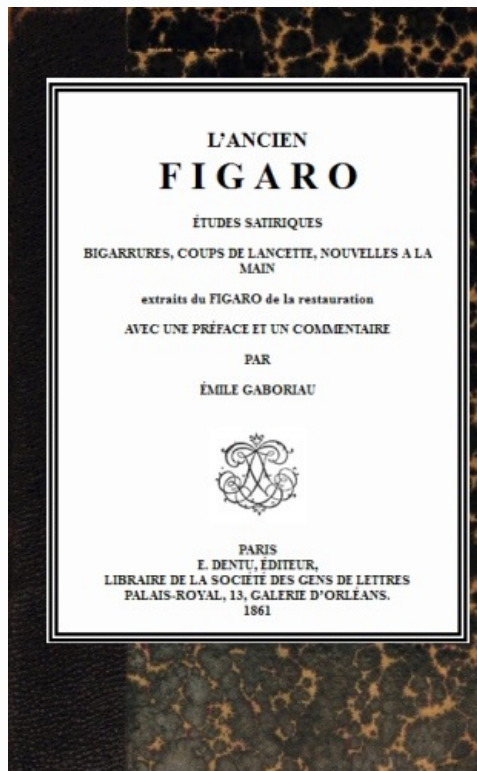 L'ANCIEN
FIGARO
ÉTUDES SATIRIQUES
BIGARRURES, COUPS DE LANCETTE, NOUVELLES A LA
MAIN
extraits du FIGARO de la restauration
AVEC UNE PRÉFACE ET UN COMMENTAIRE
PAR
ÉMILE GABORIAU
PARIS
E. DENTU, ÉDITEUR,
LIBRAIRE DE LA SOCIÉTÉ DES GENS DE LETTRES
PALAIS-ROYAL, 13, GALERIE D'ORLÉANS.
1861